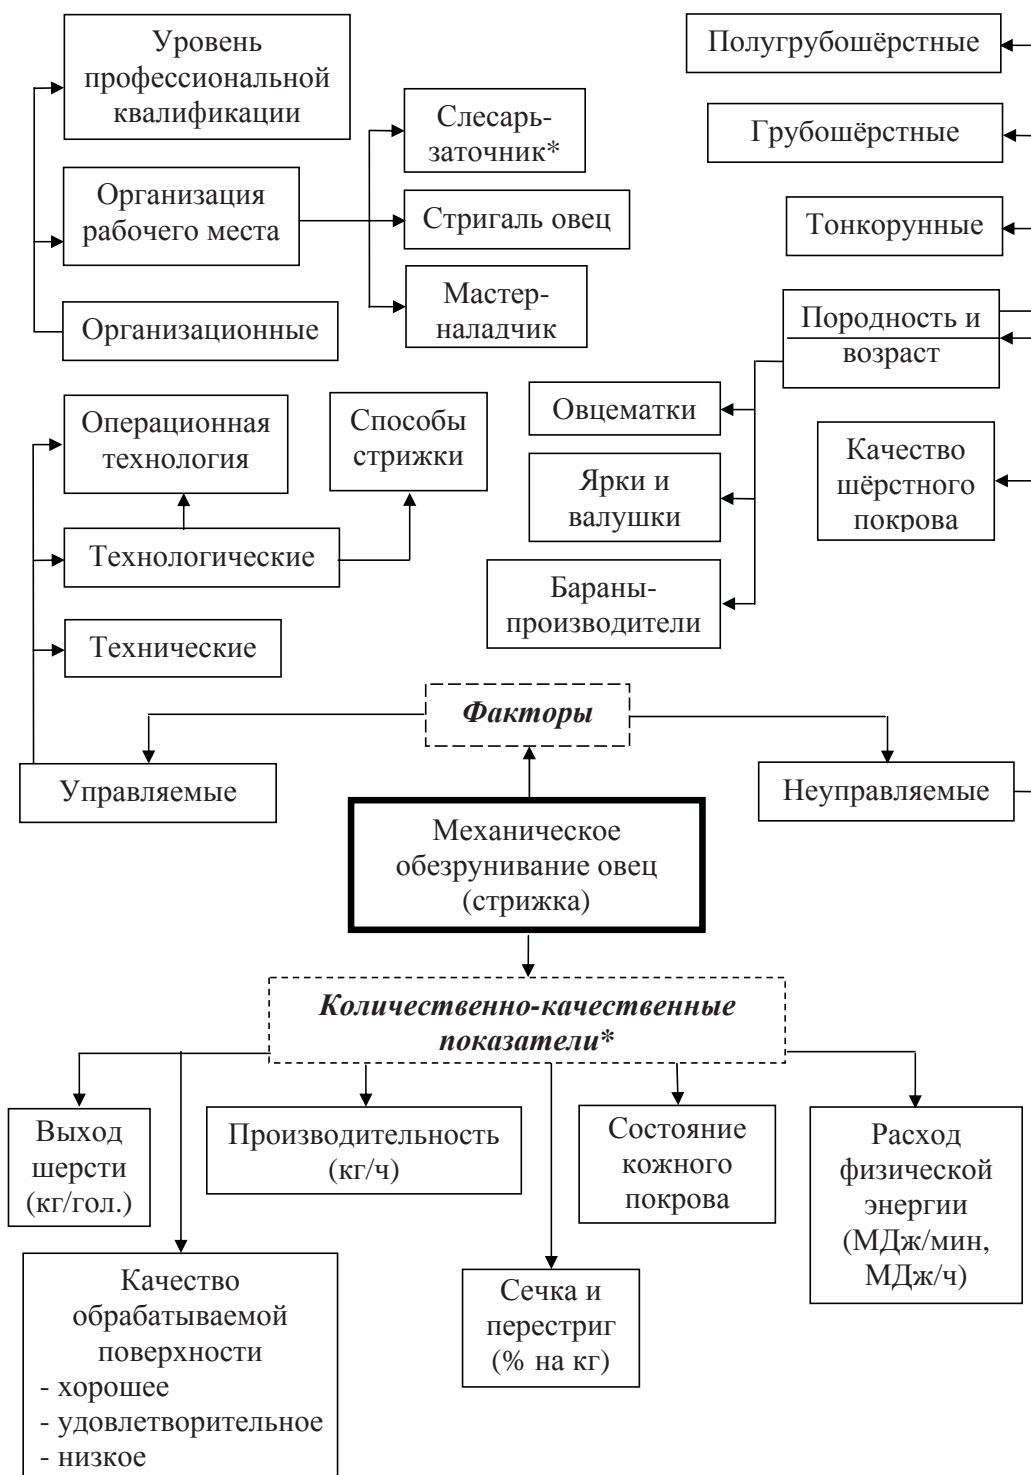 Уровень
профессиональной
квалификации
Организация
рабочего места
Организационные
Слесарь-
заточник*
Стригаль овец
Мастер-
наладчик
Полугрубошёрстные
Грубошёрстные
Тонкорунные
Породность и
возраст
Качество
шёрстного
покрова
Овцематки
Ярки и
валушки
Бараны-
производители
Операционная
технология
Способы
стрижки
Технологические
Технические
Факторы
Управляемые
Неуправляемые
Механическое
обезрунивание овец
(стрижка)
Количественно-качественные
показатели*
Выход
шерсти
(кг/гол.)
Производительность
(кг/ч)
Состояние
кожного
покрова
Расход
физической
энергии
(МДж/мин,
МДж/ч)
Качество
обрабатываемой
поверхности
- хорошее
- удовлетворительное
- низкое
Сечка и
перестриг
(% на кг)